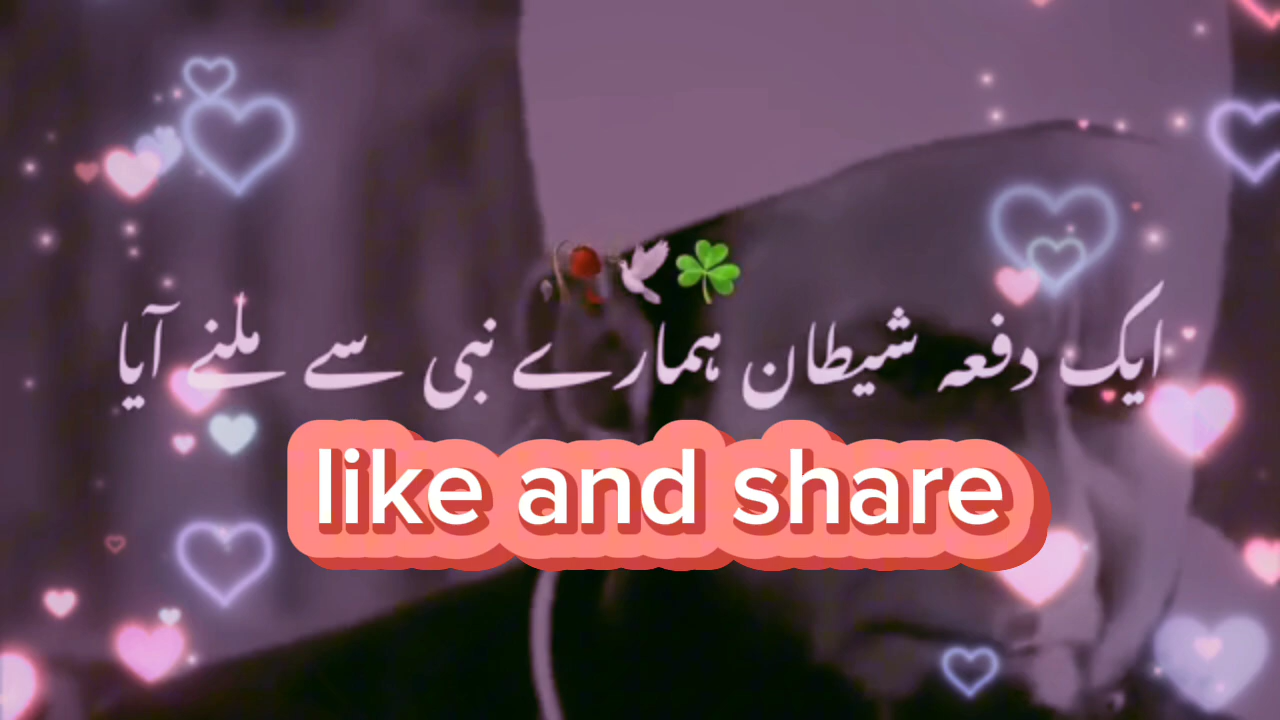 ایک دفعہ شیطان ہمارے نبی سے ملنے آیا
like and share